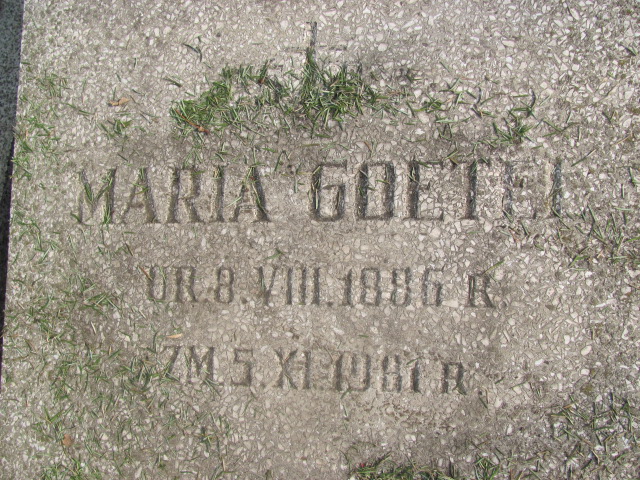 MARIA GOETEL
UR. 8. VIII. 1886 R.
ZM. 5. XI. 1981 R.